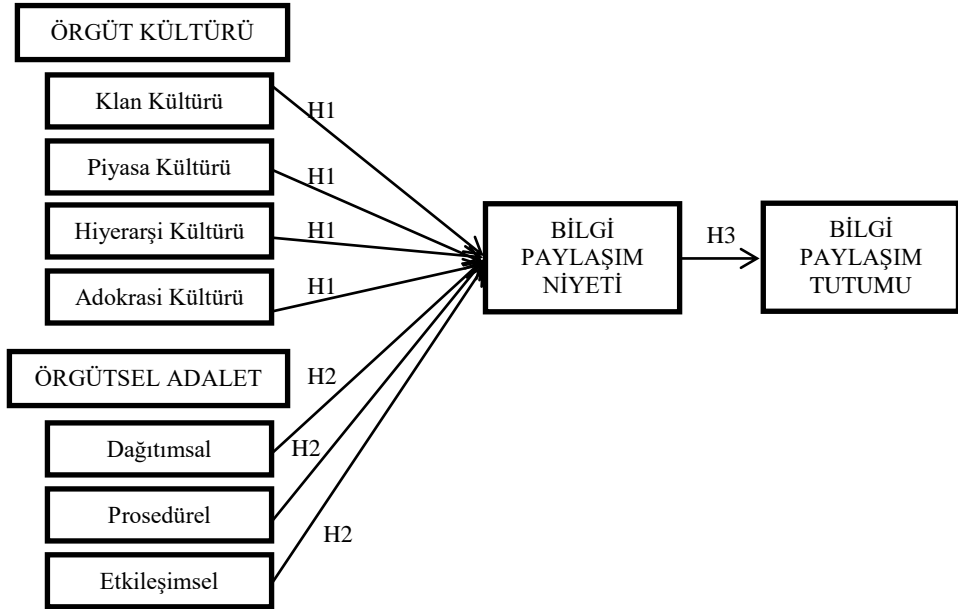 ÖRGÜT KÜLTÜRÜ
Klan Kültürü
H1
Piyasa Kültürü
H1
Hiyerarşi Kültürü
H1
Adokrasi Kültürü
H1
BİLGİ
PAYLAŞIM
NİYETİ
H3
BİLGİ
PAYLAŞIM
TUTUMU
ÖRGÜTSEL ADALET
H2
Dağıtımsal
H2
Prosedürel
H2
Etkileşimsel